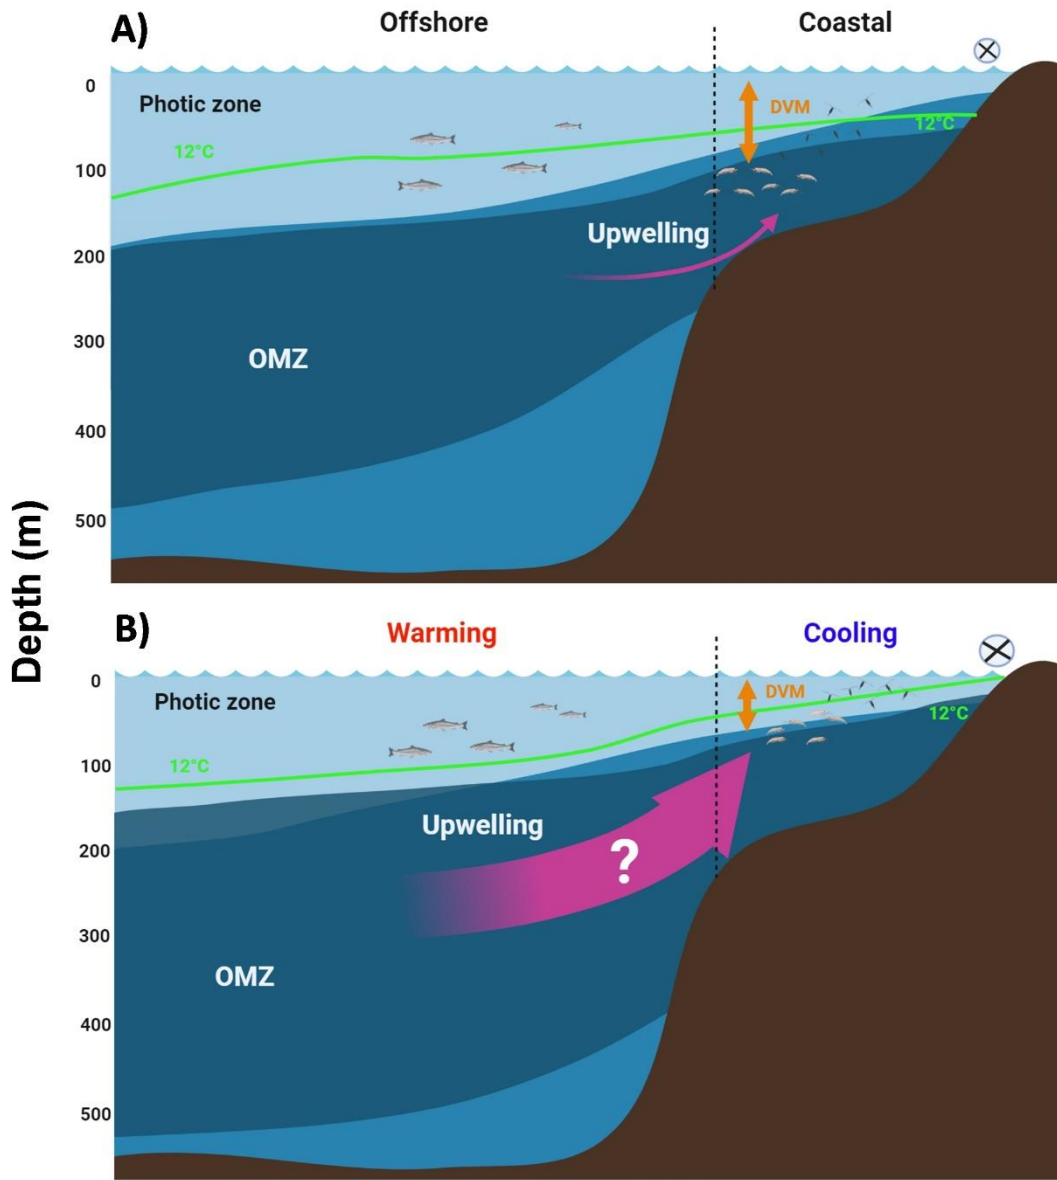 A)
Offshore
Coastal
0
Photic zone
DVM
12°C
12°C
100
Upwelling
200
300
OMZ
400
500
Depth (m)
B)
Warming
Cooling
0
Photic zone
DVM
12°C
12°C
100
Upwelling
200
?
300
OMZ
400
500